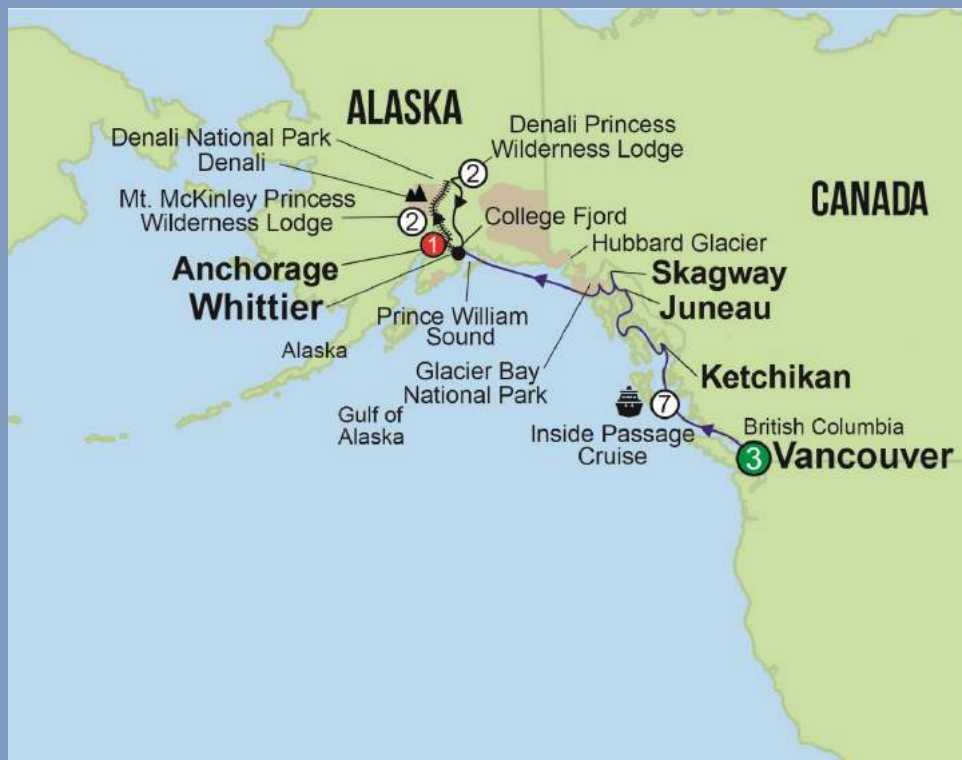 ALASKA
Denali National Park
Denali
Denali Princess
Wilderness Lodge
2
Mt. McKinley Princess
Wilderness Lodge
2
CANADA
College Fjord
Hubbard Glacier
1
Anchorage
Whittier
Skagway
Juneau
Prince William
Sound
Alaska
Glacier Bay
National Park
Ketchikan
Gulf of
Alaska
7
Inside Passage
Cruise
British Columbia
3
Vancouver